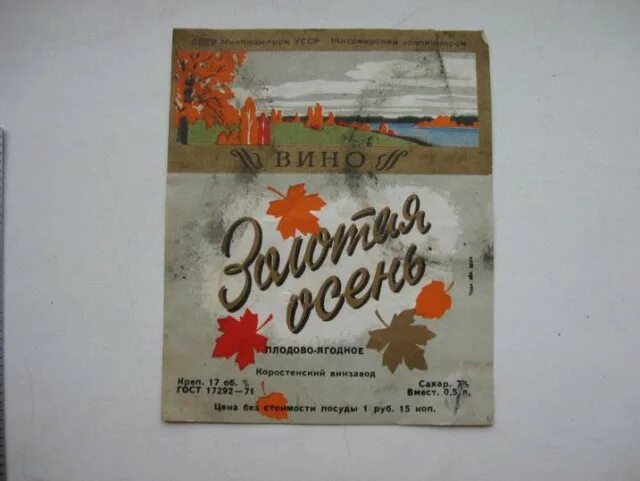 СССР Минпищепром УССР Житомирский облпищепром
ВИНО
Золотая
осень
ПЛОДОВО-ЯГОДНОЕ
Коростенский винзавод
Креп. 17 об. % Сахар. 7%
ГОСТ 17292—71 Вмест. 0,5 л.
Цена без стоимости посуды 1 руб. 15 коп.